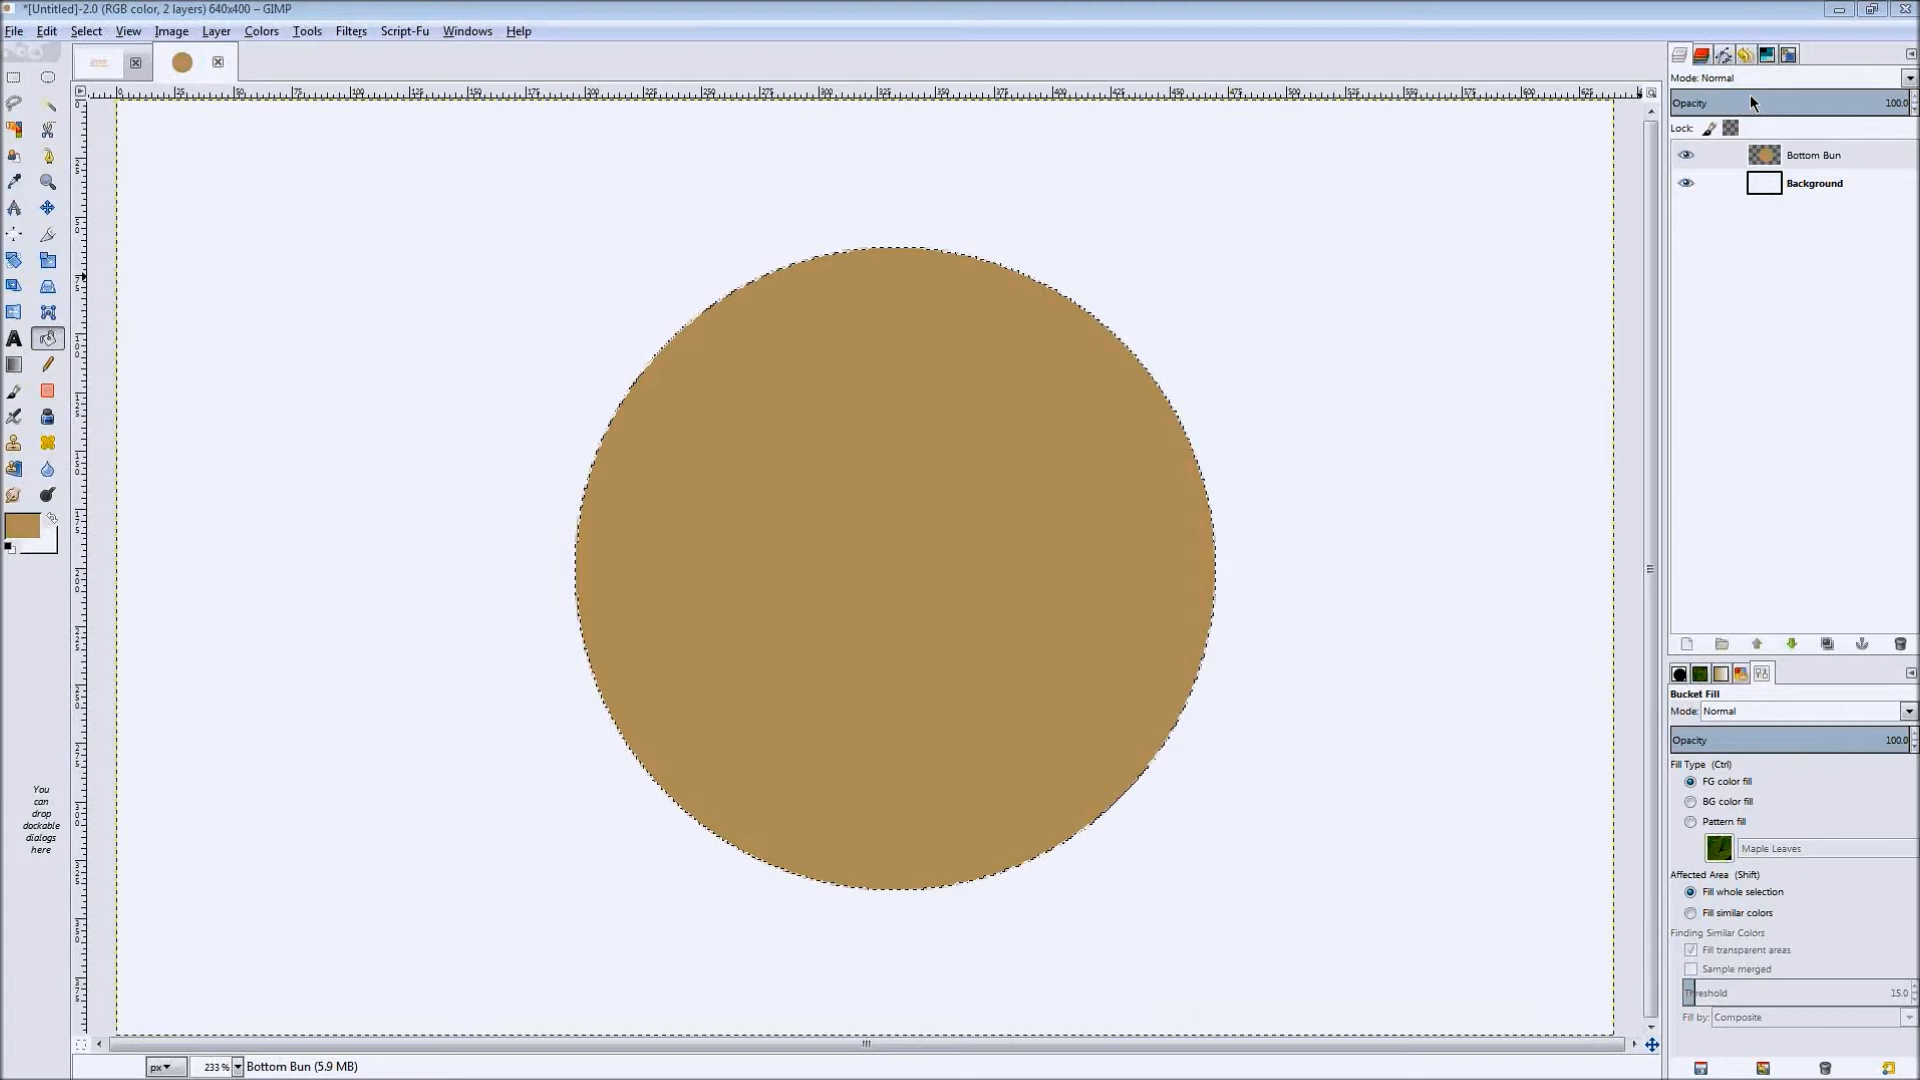 *[Untitled]-2.0 (RGB color, 2 layers) 640x400 – GIMP
File Edit Select View Image Layer Colors Tools Filters Script-Fu Windows Help
Mode: Normal
Opacity 100.0
Lock:
Bottom Bun
Background
Bucket Fill
Mode: Normal
Opacity 100.0
Fill Type (Ctrl)
FG color fill
BG color fill
Pattern fill
Maple Leaves
Affected Area (Shift)
Fill whole selection
Fill similar colors
Finding Similar Colors
Fill transparent areas
Sample merged
Threshold 15.0
Fill by: Composite
You
can
drop
dockable
dialogs
here
px 233 % Bottom Bun (5.9 MB)